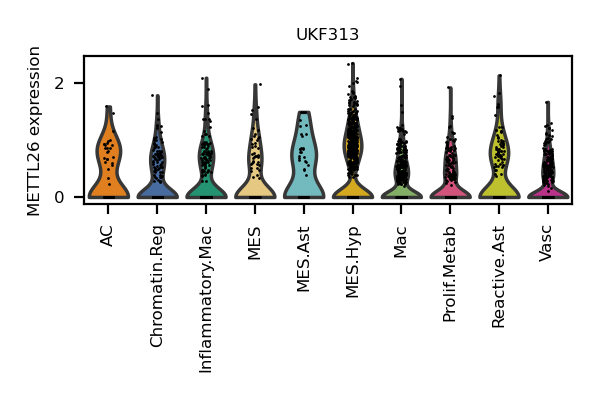 UKF313
METTL26 expression
2
0
AC
Chromatin.Reg
Inflammatory.Mac
MES
MES.Ast
MES.Hyp
Mac
Prolif.Metab
Reactive.Ast
Vasc